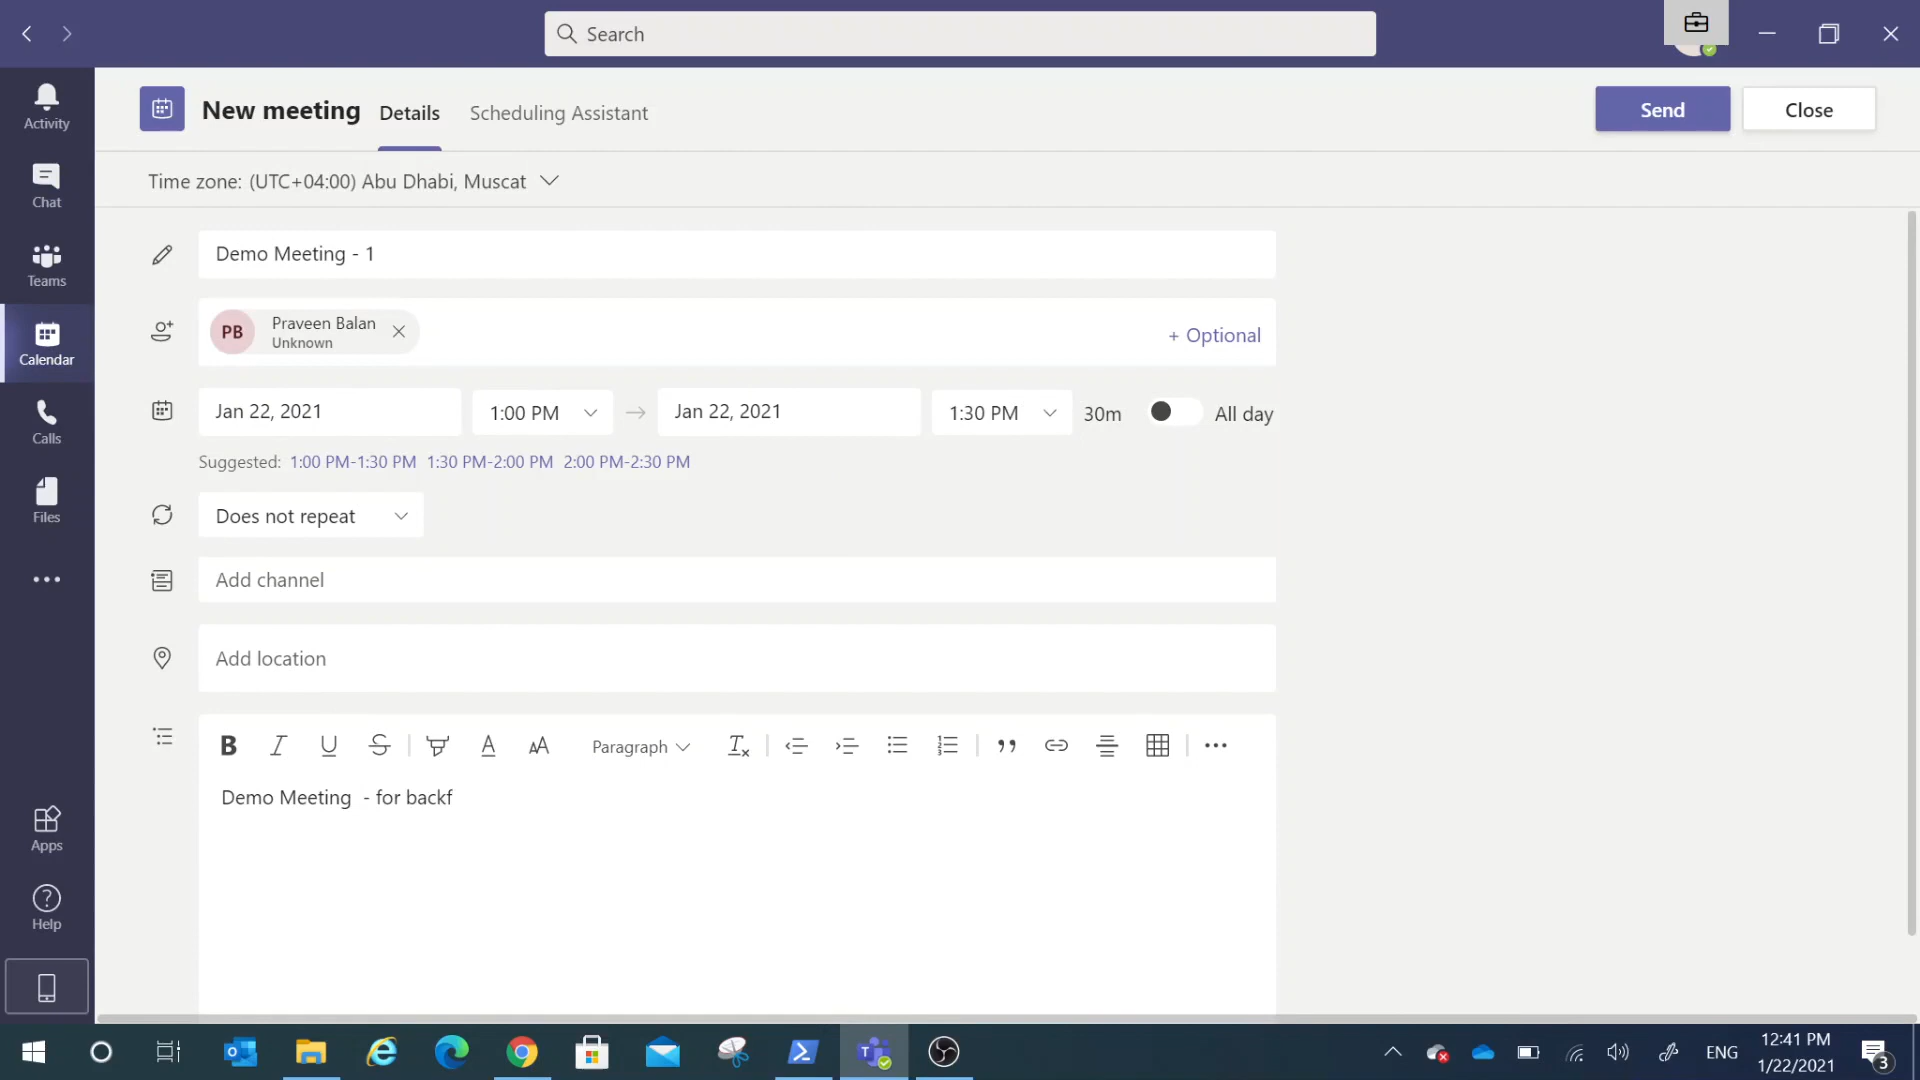 Search
Activity
Chat
Teams
Calendar
Calls
Files
Apps
Help
New meeting Details Scheduling Assistant
Send Close
Time zone: (UTC+04:00) Abu Dhabi, Muscat
Demo Meeting - 1
PB Praveen Balan
Unknown
+ Optional
Jan 22, 2021 1:00 PM Jan 22, 2021 1:30 PM 30m All day
Suggested: 1:00 PM-1:30 PM 1:30 PM-2:00 PM 2:00 PM-2:30 PM
Does not repeat
Add channel
Add location
Paragraph
Demo Meeting - for backf
ENG
12:41 PM
1/22/2021
3